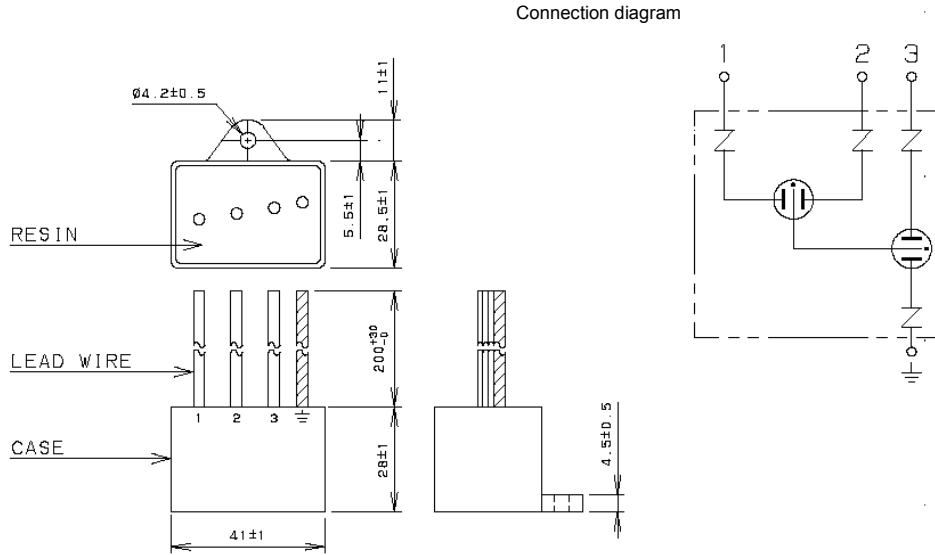 Connection diagram
1 2 3
Ø4.2±0.5
11±1
5.5±1
28.5±1
RESIN
200+30-0
LEAD WIRE
1 2 3
CASE
28±1
4.5±0.5
41±1